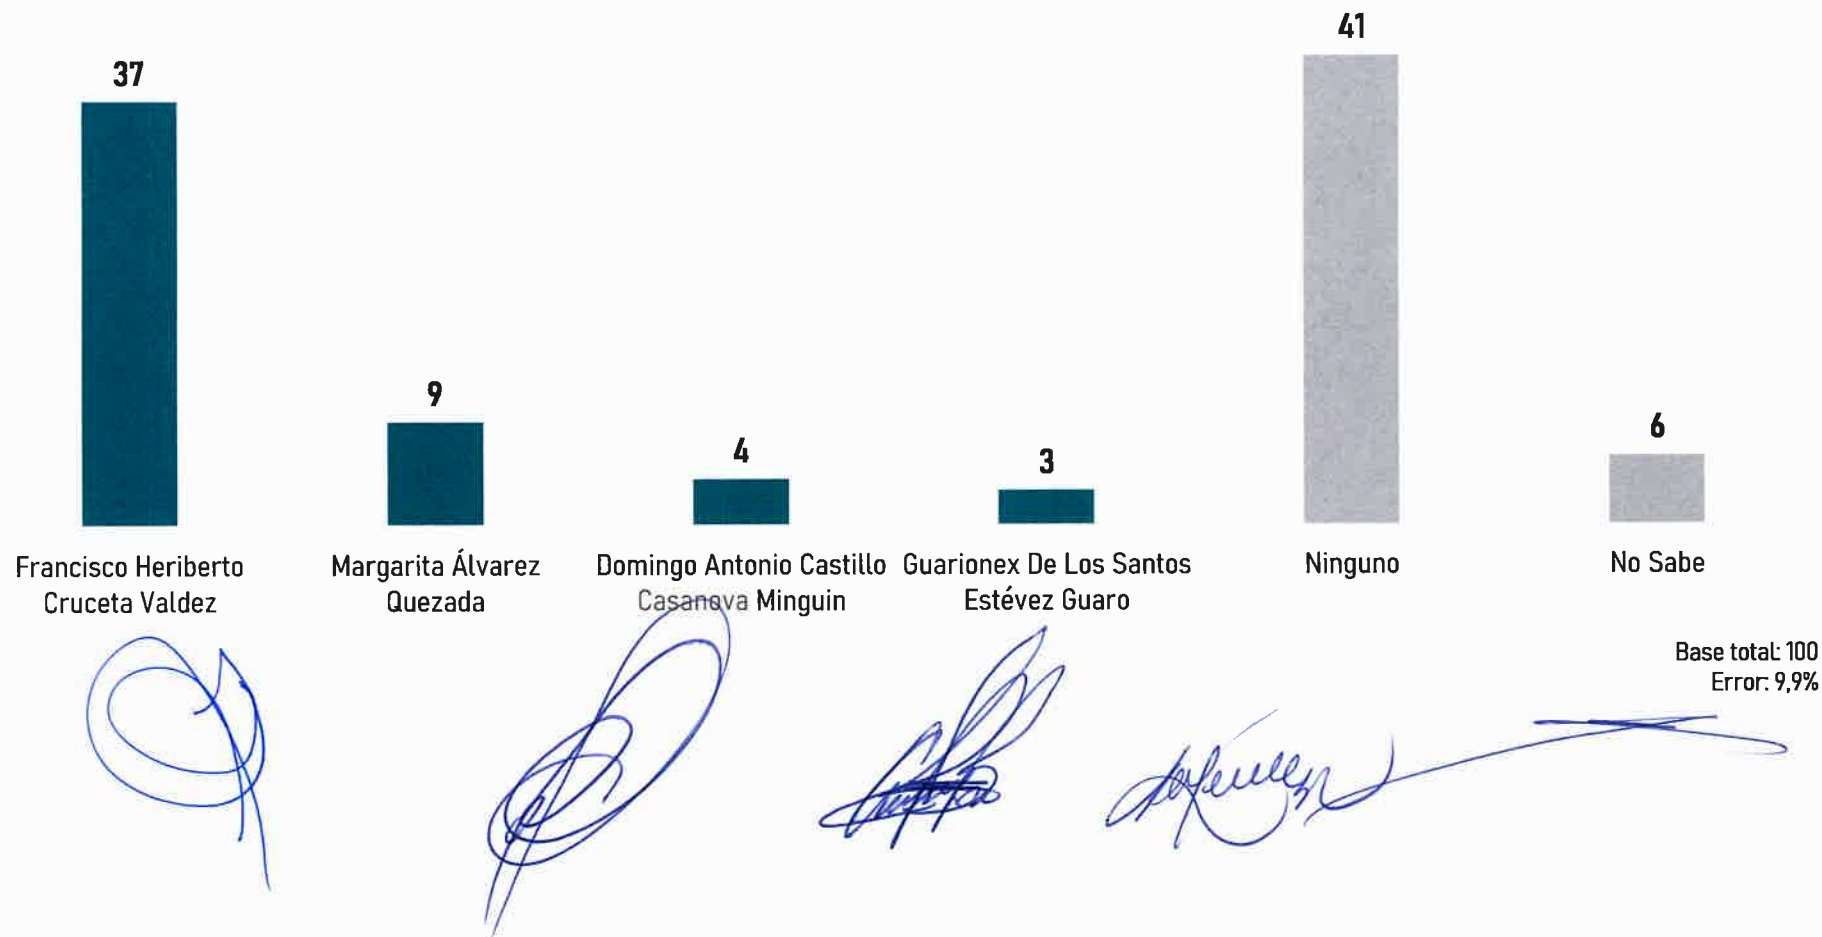 41
37
9
4
3
6
Francisco Heriberto
Cruceta Valdez
Margarita Álvarez
Quezada
Domingo Antonio Castillo
Casanova Minguin
Guarionex De Los Santos
Estévez Guaro
Ninguno
No Sabe
Base total: 100
Error: 9,9%